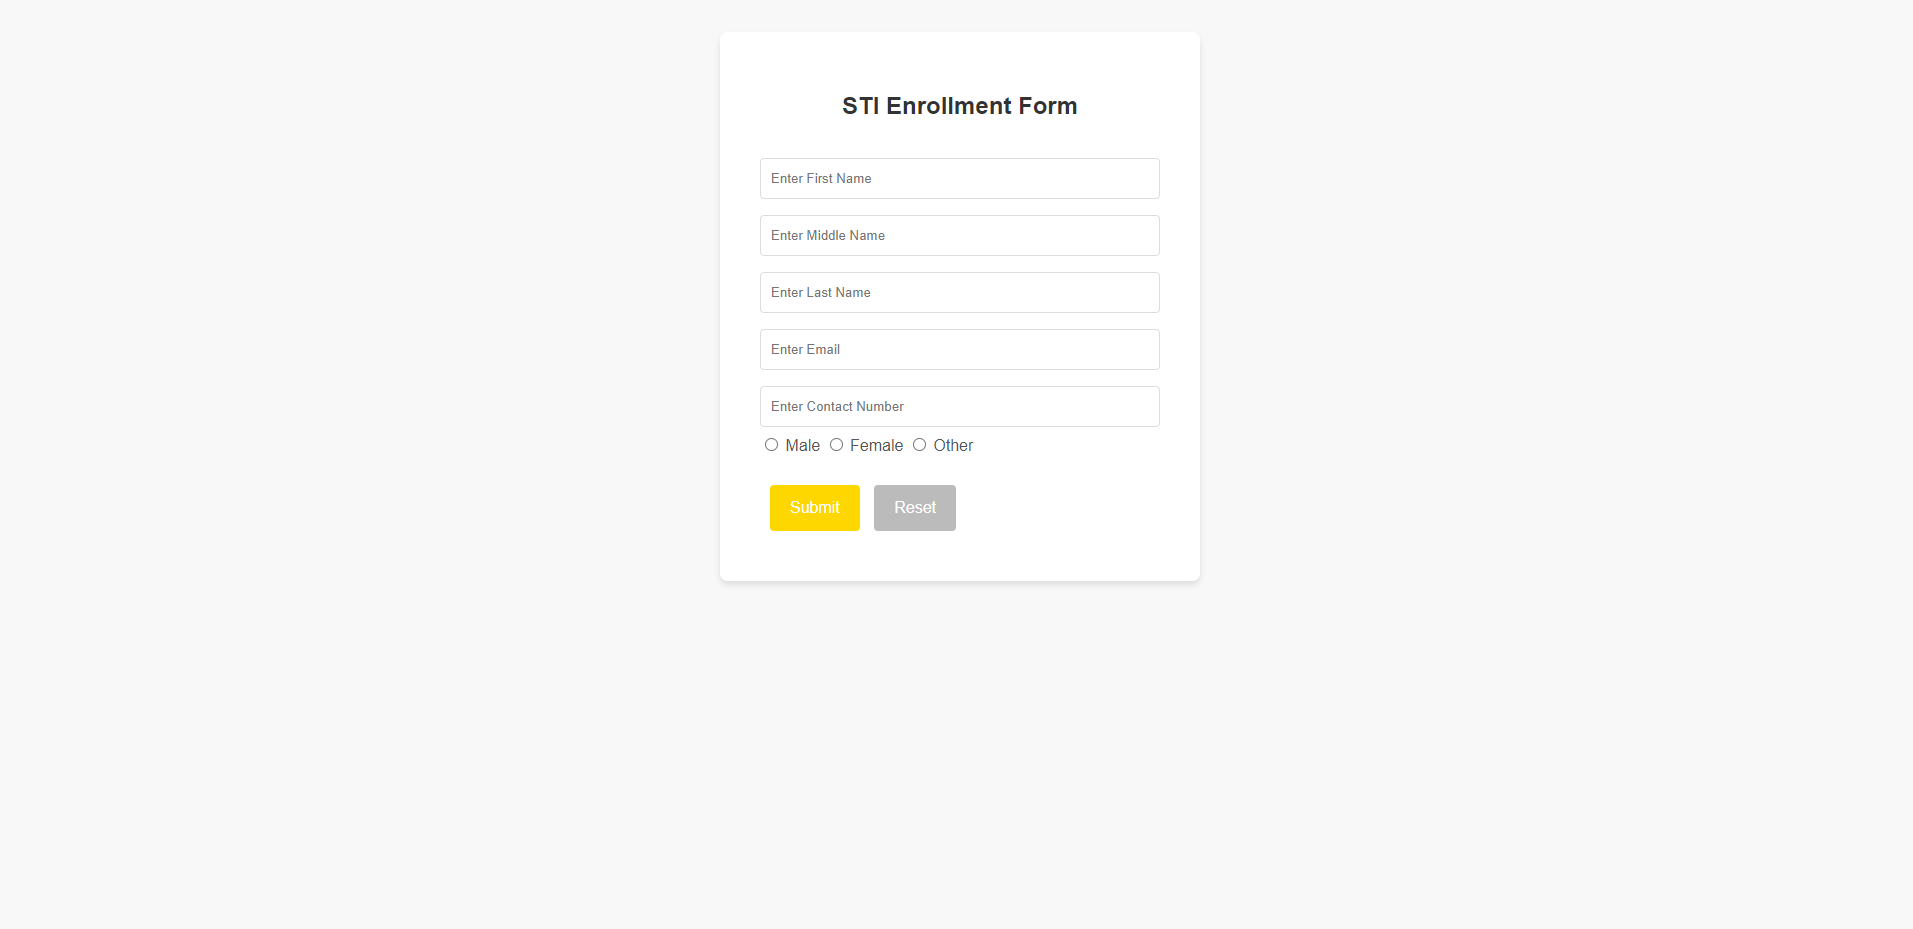 STI Enrollment Form
Enter First Name
Enter Middle Name
Enter Last Name
Enter Email
Enter Contact Number
Male Female Other
Submit Reset